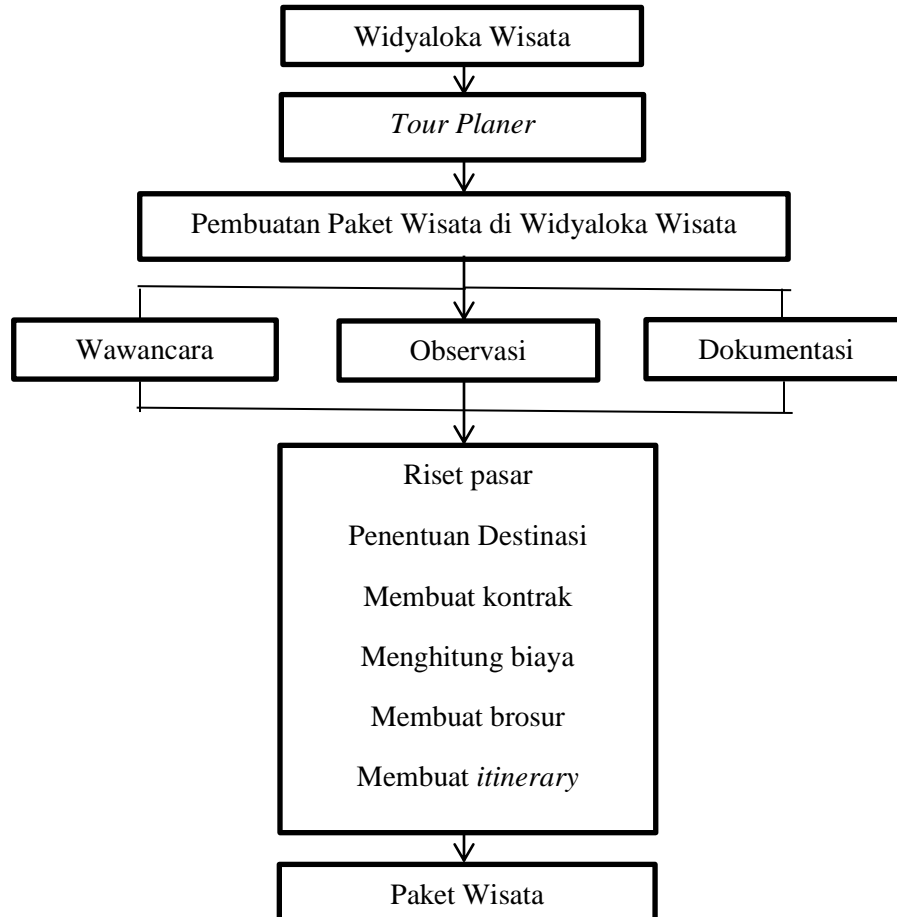 Widyaloka Wisata
Tour Planer
Pembuatan Paket Wisata di Widyaloka Wisata
Wawancara
Observasi
Dokumentasi
Riset pasar
Penentuan Destinasi
Membuat kontrak
Menghitung biaya
Membuat brosur
Membuat itinerary
Paket Wisata